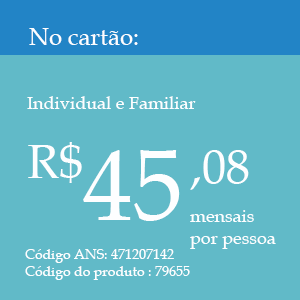 No cartão:
Individual e Familiar
R$45,08
mensais
por pessoa
Código ANS: 471207142
Código do produto : 79655